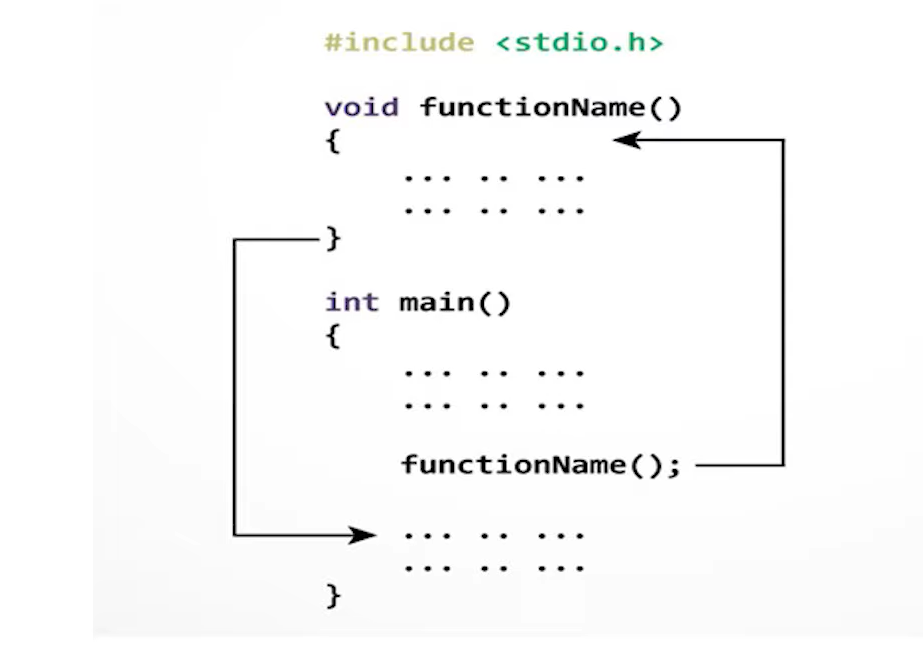 #include <stdio.h>
void functionName()
{
... .. ...
... .. ...
}
int main()
{
... .. ...
... .. ...
functionName();
... .. ...
... .. ...
}